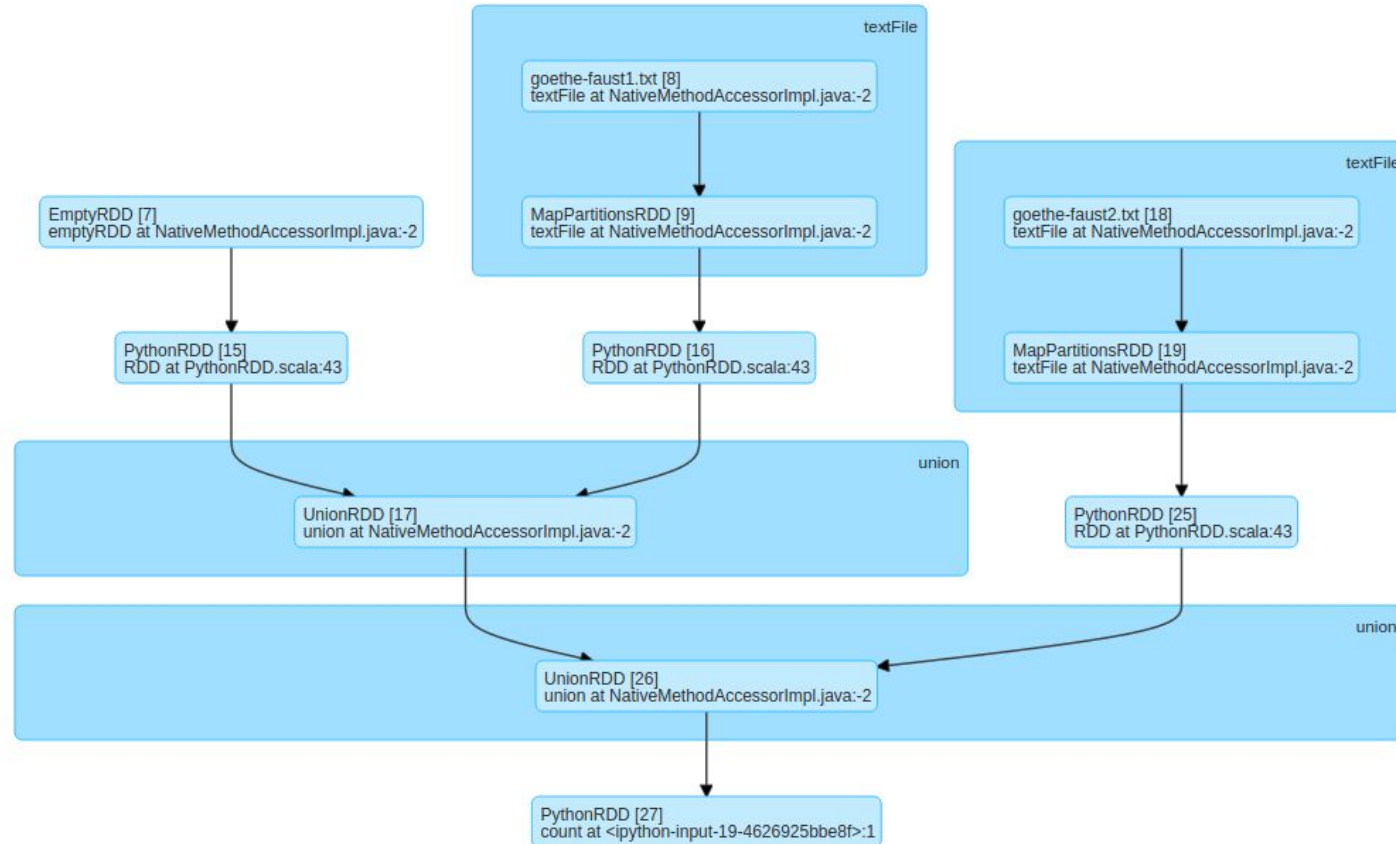 textFile
goethe-faust1.txt [8]
textFile at NativeMethodAccessorImpl.java:-2
textFile
EmptyRDD [7]
emptyRDD at NativeMethodAccessorImpl.java:-2
MapPartitionsRDD [9]
textFile at NativeMethodAccessorImpl.java:-2
goethe-faust2.txt [18]
textFile at NativeMethodAccessorImpl.java:-2
PythonRDD [15]
RDD at PythonRDD.scala:43
PythonRDD [16]
RDD at PythonRDD.scala:43
MapPartitionsRDD [19]
textFile at NativeMethodAccessorImpl.java:-2
union
UnionRDD [17]
union at NativeMethodAccessorImpl.java:-2
PythonRDD [25]
RDD at PythonRDD.scala:43
union
UnionRDD [26]
union at NativeMethodAccessorImpl.java:-2
PythonRDD [27]
count at <ipython-input-19-4626925bbe8f>:1